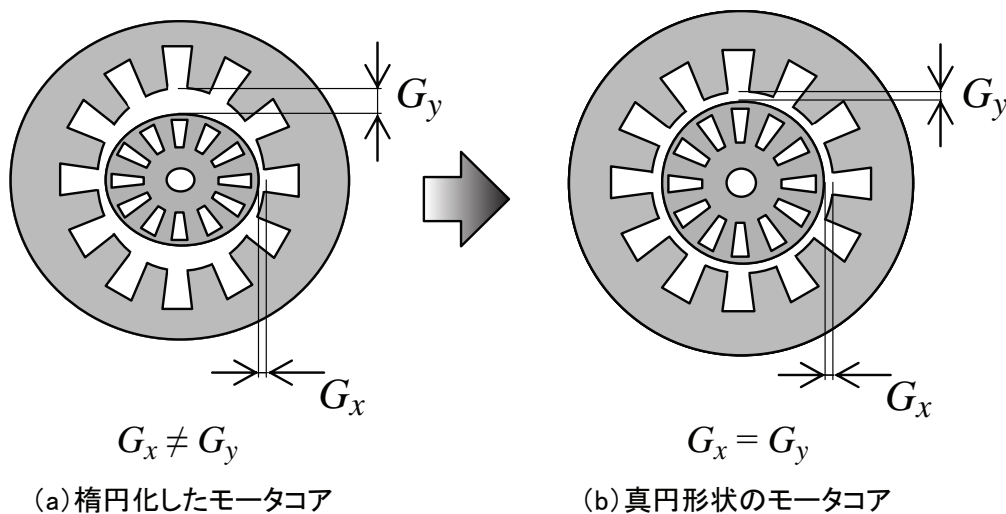 G_y
G_x
G_x ≠ G_y
(a)楕円化したモータコア
G_y
G_x
G_x = G_y
(b)真円形状のモータコア